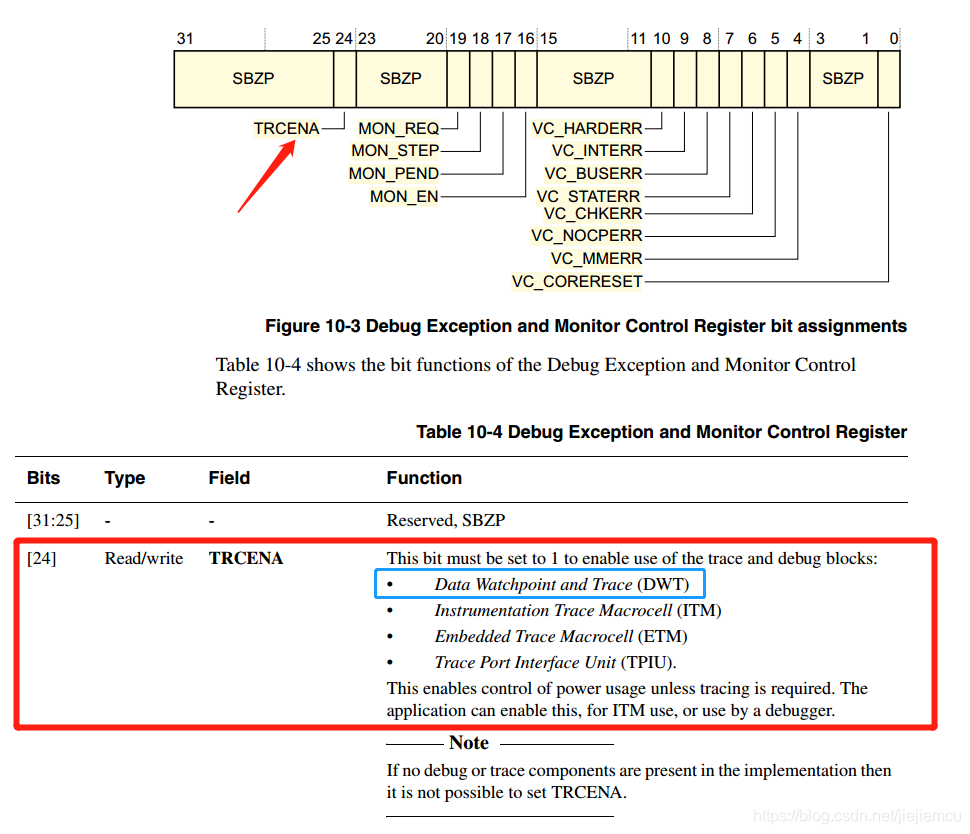 31 25 24 23 20 19 18 17 16 15 11 10 9 8 7 6 5 4 3 1 0
SBZP SBZP SBZP SBZP
TRCENA MON_REQ VC_HARDERR
MON_STEP VC_INTERR
MON_PEND VC_BUSERR
MON_EN VC_STATERR
VC_CHKERR
VC_NOCPERR
VC_MMERR
VC_CORERESET
Figure 10-3 Debug Exception and Monitor Control Register bit assignments
Table 10-4 shows the bit functions of the Debug Exception and Monitor Control
Register.
Table 10-4 Debug Exception and Monitor Control Register
Bits Type Field Function
[31:25] - - Reserved, SBZP
[24] Read/write TRCENA This bit must be set to 1 to enable use of the trace and debug blocks:
• Data Watchpoint and Trace (DWT)
• Instrumentation Trace Macrocell (ITM)
• Embedded Trace Macrocell (ETM)
• Trace Port Interface Unit (TPIU).
This enables control of power usage unless tracing is required. The
application can enable this, for ITM use, or use by a debugger.
Note
If no debug or trace components are present in the implementation then
it is not possible to set TRCENA.
https://blog.csdn.net/jiejiemcu